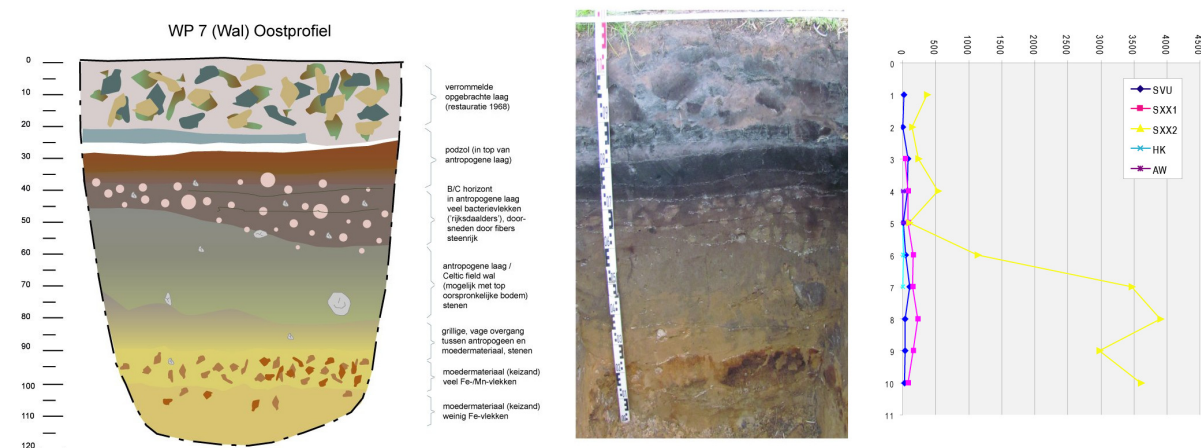 WP 7 (Wal) Oostprofiel
0
10
20
30
40
50
60
70
80
90
100
110
120
verrommelde
opgebrachte laag
(restauratie 1968)
podzol (in top van
antropogene laag)
B/C horizont
in antropogene laag
veel bacterievlekken
('rijksdaalders'), door-
sneden door fibers
steenrijk
antropogene laag /
Celtic field wal
(mogelijk met top
oorspronkelijke bodem)
stenen
grillige, vage overgang
tussen antropogeen en
moedermateriaal, stenen
moedermateriaal (keizand)
veel Fe-/Mn-vlekken
moedermateriaal (keizand)
weinig Fe-vlekken
0 500 1000 1500 2000 2500 3000 3500 4000 4500
0
1
2
3
4
5
6
7
8
9
10
11
SVU
SXX1
SXX2
HK
AW